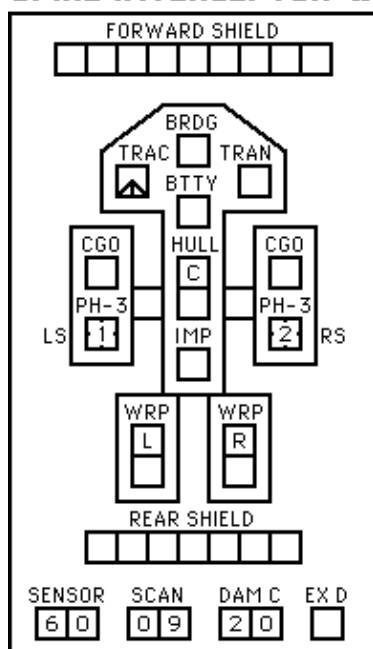 FORWARD SHIELD
BRDG
TRAC TRAN
BTTY
CGO HULL CGO
C
PH-3 PH-3
LS 1 IMP 2 RS
WRP WRP
L R
REAR SHIELD
SENSOR SCAN DAM C EX D
6 0 0 9 2 0